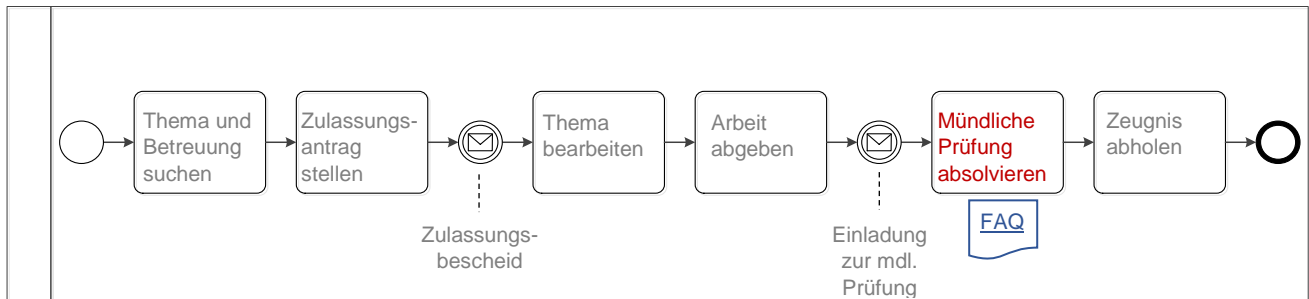 Thema und
Betreuung
suchen
Zulassungs-
antrag
stellen
Zulassungs-
bescheid
Thema
bearbeiten
Arbeit
abgeben
Einladung
zur mdl.
Prüfung
Mündliche
Prüfung
absolvieren
FAQ
Zeugnis
abholen